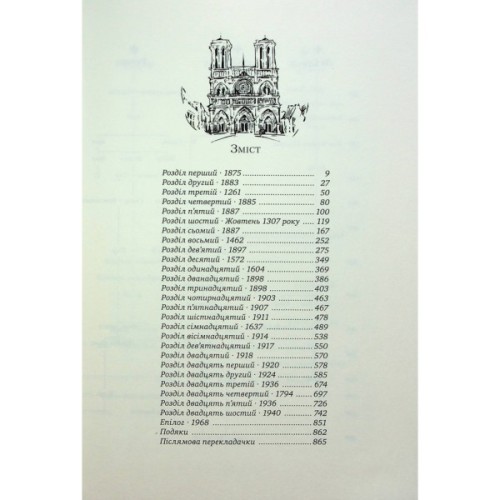 Зміст
Розділ перший · 1875 ........ 9
Розділ другий · 1883 ........ 27
Розділ третій · 1261 ........ 50
Розділ четвертий · 1885 ........ 80
Розділ п'ятий · 1887 ........ 100
Розділ шостий · Жовтень 1307 року ........ 119
Розділ сьомий · 1887 ........ 167
Розділ восьмий · 1462 ........ 252
Розділ дев'ятий · 1897 ........ 275
Розділ десятий · 1572 ........ 349
Розділ одинадцятий · 1604 ........ 369
Розділ дванадцятий · 1898 ........ 386
Розділ тринадцятий · 1898 ........ 403
Розділ чотирнадцятий · 1903 ........ 463
Розділ п'ятнадцятий · 1907 ........ 467
Розділ шістнадцятий · 1911 ........ 478
Розділ сімнадцятий · 1637 ........ 489
Розділ вісімнадцятий · 1914 ........ 538
Розділ дев'ятнадцятий · 1917 ........ 550
Розділ двадцятий · 1918 ........ 570
Розділ двадцять перший · 1920 ........ 578
Розділ двадцять другий · 1924 ........ 585
Розділ двадцять третій · 1936 ........ 674
Розділ двадцять четвертий · 1794 ........ 697
Розділ двадцять п'ятий · 1936 ........ 726
Розділ двадцять шостий · 1940 ........ 742
Епілог · 1968 ........ 851
Подяки ........ 862
Післямова перекладачки ........ 865